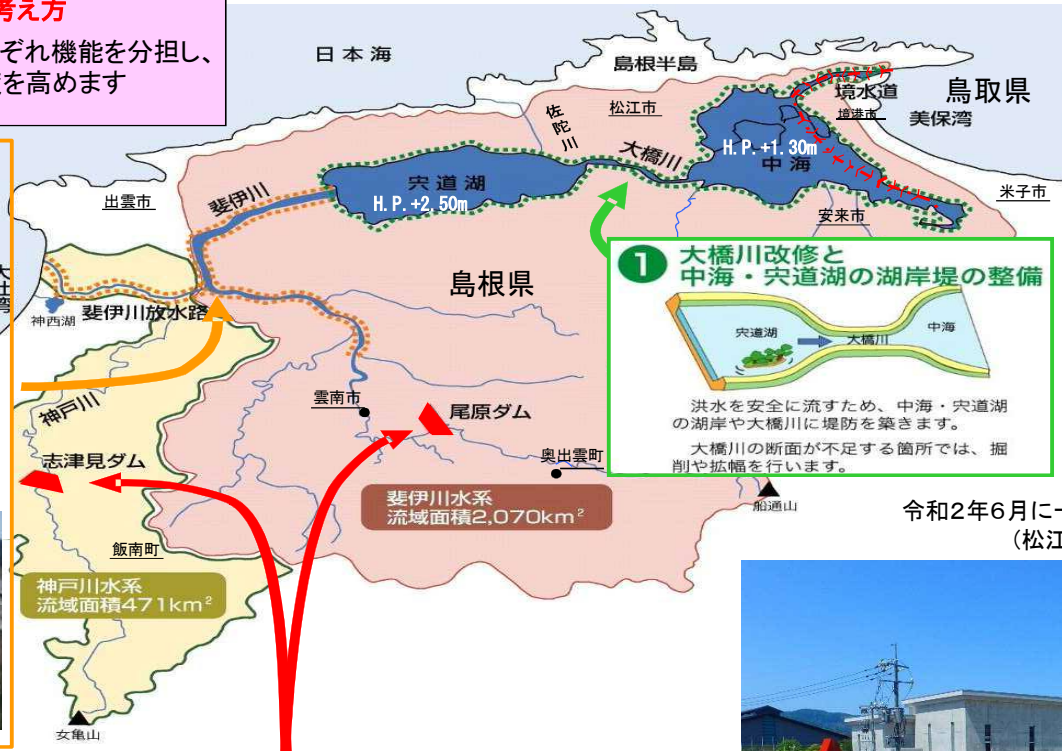 考え方
ぞれ機能を分担し、
を高めます
日本海
島根半島
鳥取県
境水道
境港市
美保湾
松江市
佐陀川
大橋川
H.P.+1.30m
中海
米子市
安来市
宍道湖
H.P.+2.50m
斐伊川
出雲市
島根県
斐伊川放水路
神西湖
神戸川
雲南市
尾原ダム
志津見ダム
奥出雲町
船通山
飯南町
斐伊川水系
流域面積2,070km²
神戸川水系
流域面積471km²
女亀山
1 大橋川改修と
中海・宍道湖の湖岸堤の整備
宍道湖
大橋川
中海
洪水を安全に流すため、中海・宍道湖
の湖岸や大橋川に堤防を築きます。
大橋川の断面が不足する箇所では、掘
削や拡幅を行います。
令和2年6月に
(松江